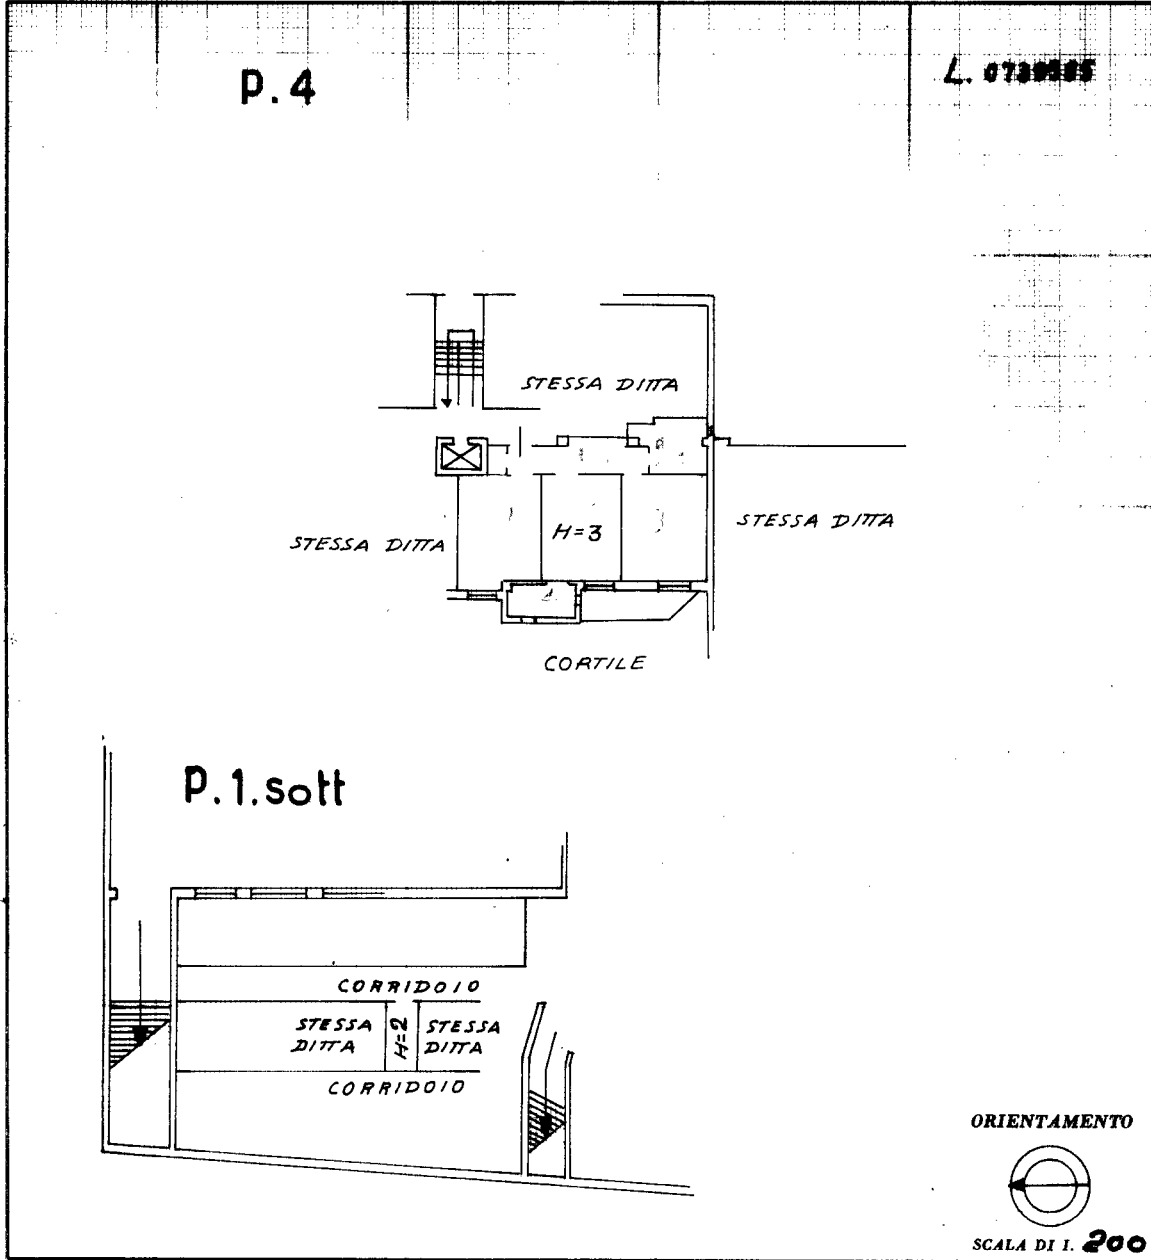 P.4
L. 0739585
STESSA DITTA
H=3
STESSA DITTA
STESSA DITTA
CORTILE
P.1.sott
CORRIDOIO
STESSA
DITTA
H=2
STESSA
DITTA
CORRIDOIO
ORIENTAMENTO
SCALA DI 1. 200